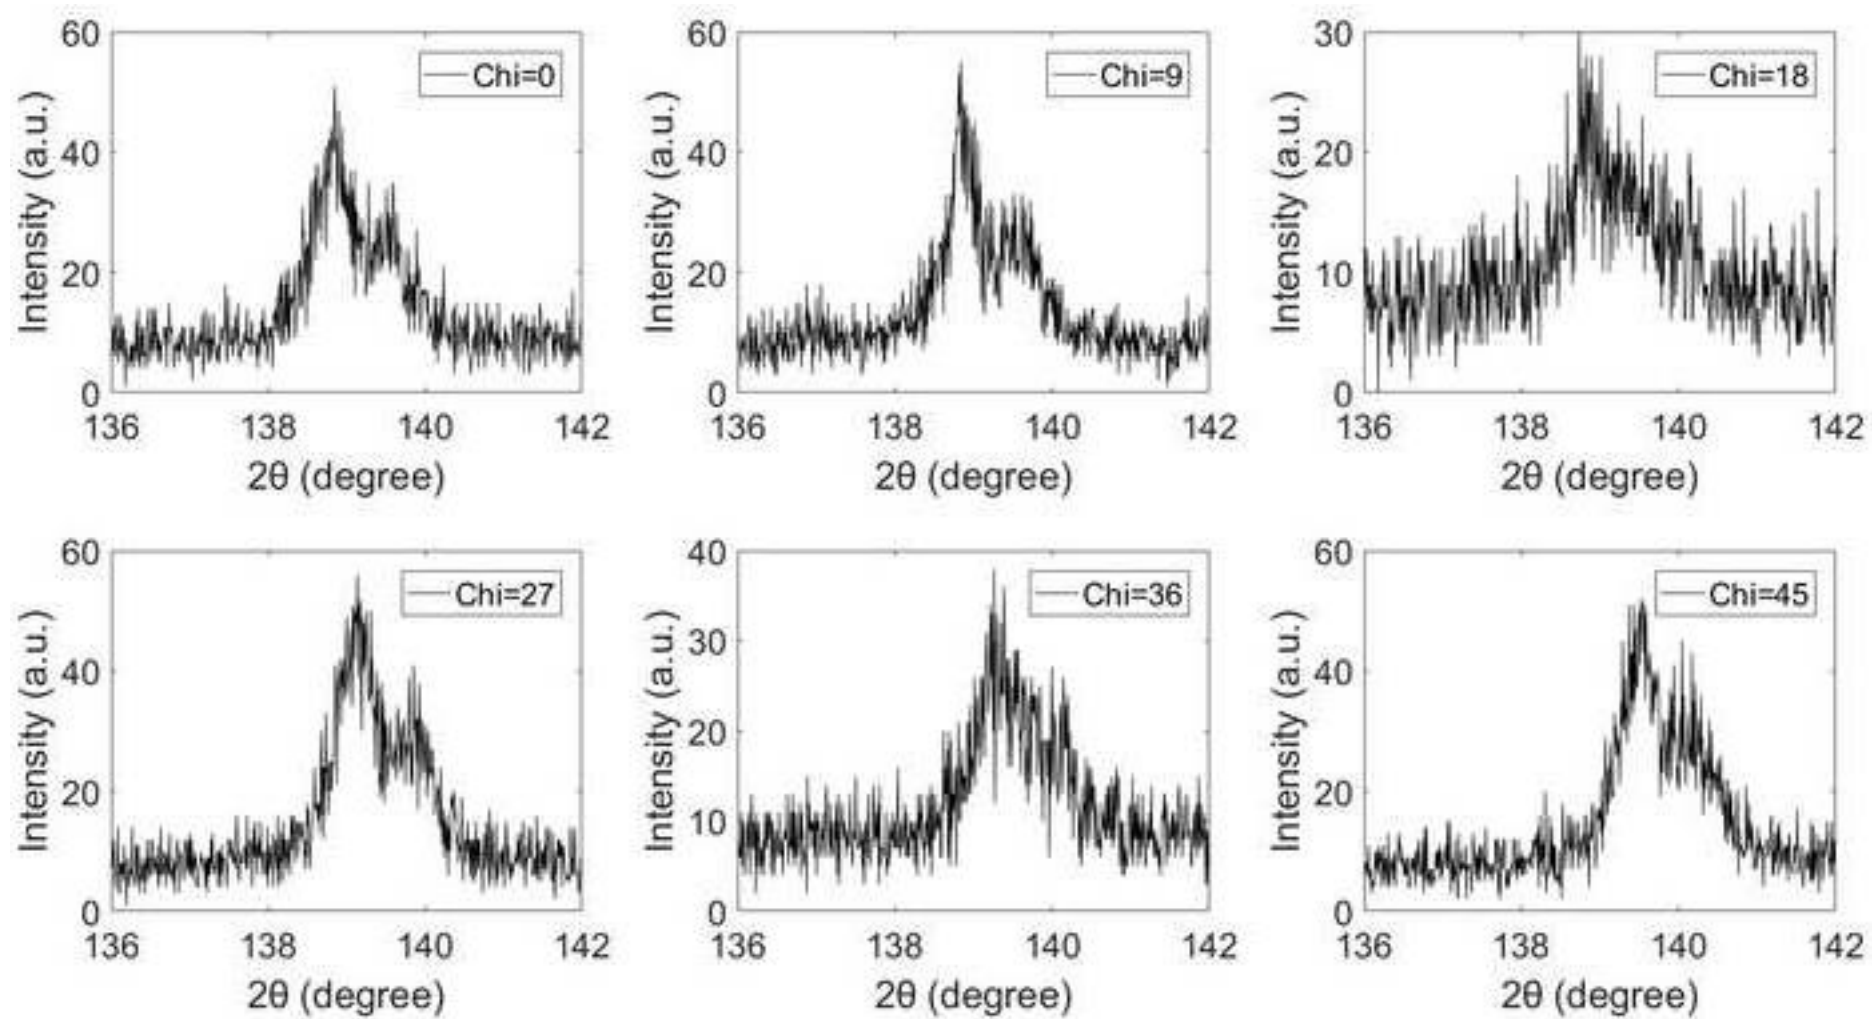 60
40
20
0
Intensity (a.u.)
Chi=0
136 138 140 142
2θ (degree)
60
40
20
0
Intensity (a.u.)
Chi=9
136 138 140 142
2θ (degree)
30
20
10
0
Intensity (a.u.)
Chi=18
136 138 140 142
2θ (degree)
60
40
20
0
Intensity (a.u.)
Chi=27
136 138 140 142
2θ (degree)
40
30
20
10
0
Intensity (a.u.)
Chi=36
136 138 140 142
2θ (degree)
60
40
20
0
Intensity (a.u.)
Chi=45
136 138 140 142
2θ (degree)